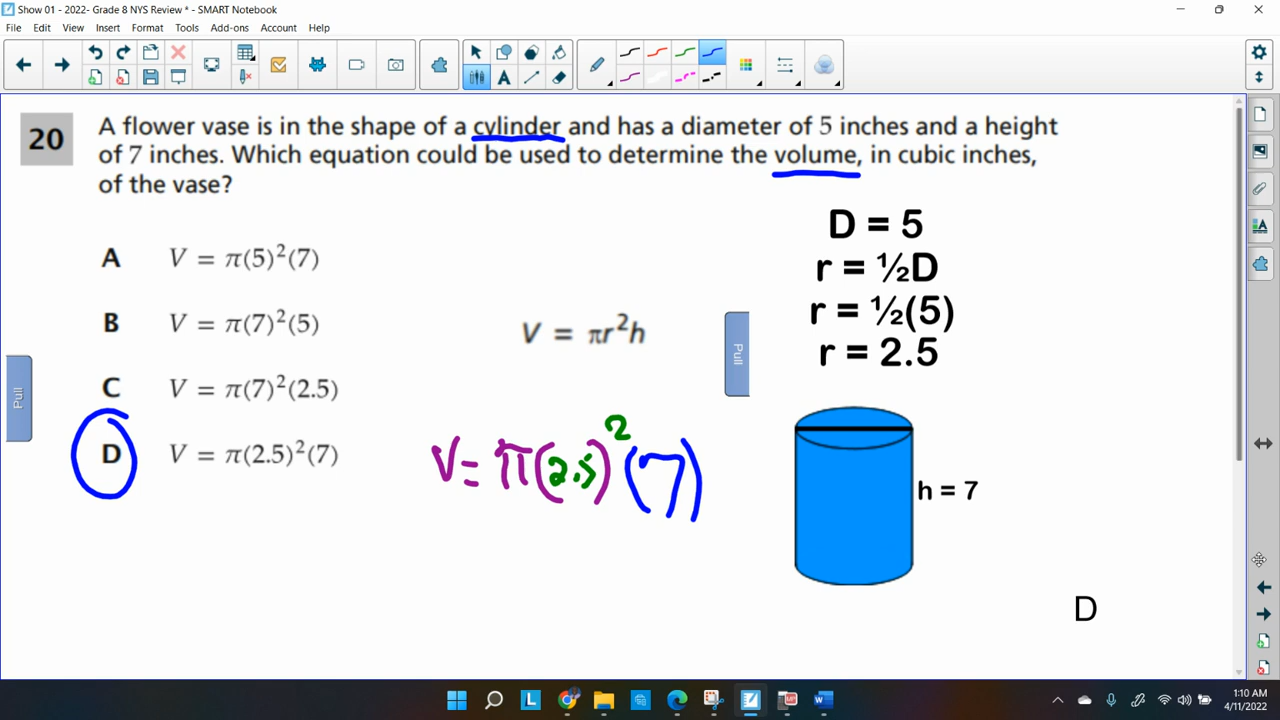 Show 01 - 2022- Grade 8 NYS Review * - SMART Notebook
File Edit View Insert Format Tools Add-ons Account Help
20
A flower vase is in the shape of a cylinder and has a diameter of 5 inches and a height
of 7 inches. Which equation could be used to determine the volume, in cubic inches,
of the vase?
A V = π(5)²(7)
B V = π(7)²(5)
C V = π(7)²(2.5)
D V = π(2.5)²(7)
V = πr²h
V = π(2.5)²(7)
Pull
Pull
D = 5
r = ½D
r = ½(5)
r = 2.5
h = 7
D
1:10 AM
4/11/2022